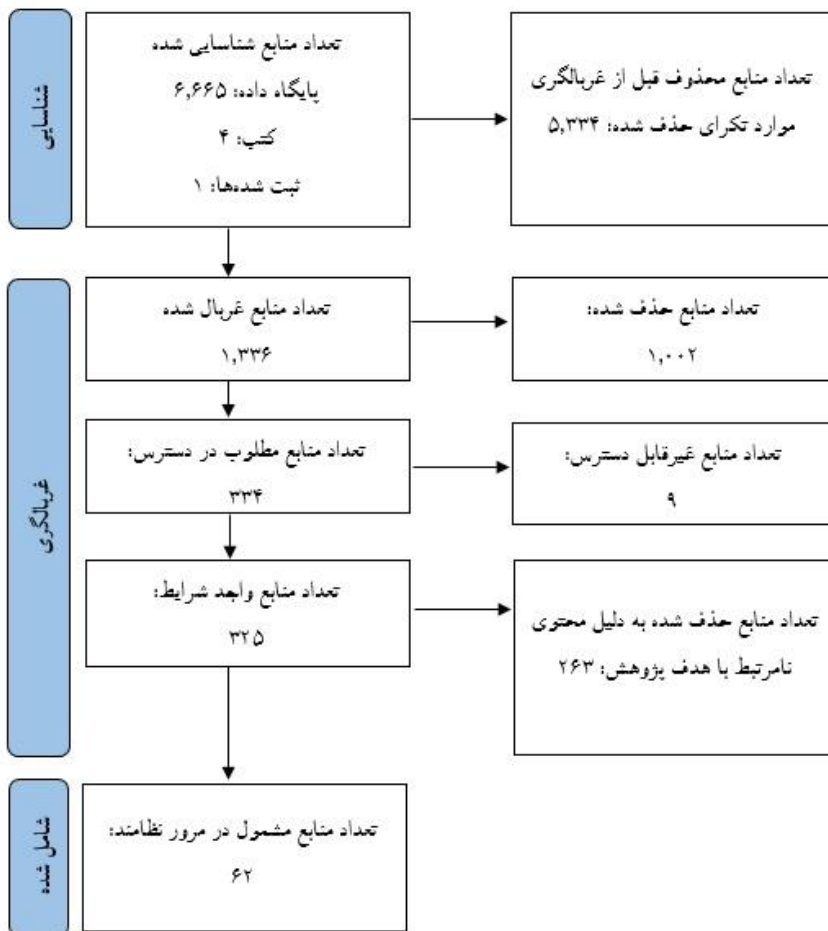 شناسایی
تعداد منابع شناسایی شده
پایگاه داده: ۶,۶۶۵
کتب: ۴
ثبت شده‌ها: ۱
تعداد منابع محذوف قبل از غربالگری
موارد تکرای حذف شده: ۵,۳۳۴
غربالگری
تعداد منابع غربال شده
۱,۳۳۶
تعداد منابع حذف شده:
۱,۰۰۲
تعداد منابع مطلوب در دسترس:
۳۳۴
تعداد منابع غیرقابل دسترس:
۹
تعداد منابع واجد شرایط:
۳۲۵
تعداد منابع حذف شده به دلیل محتوی
نامرتبط با هدف پژوهش: ۲۶۳
شامل شده
تعداد منابع مشمول در مرور نظامند:
۶۲